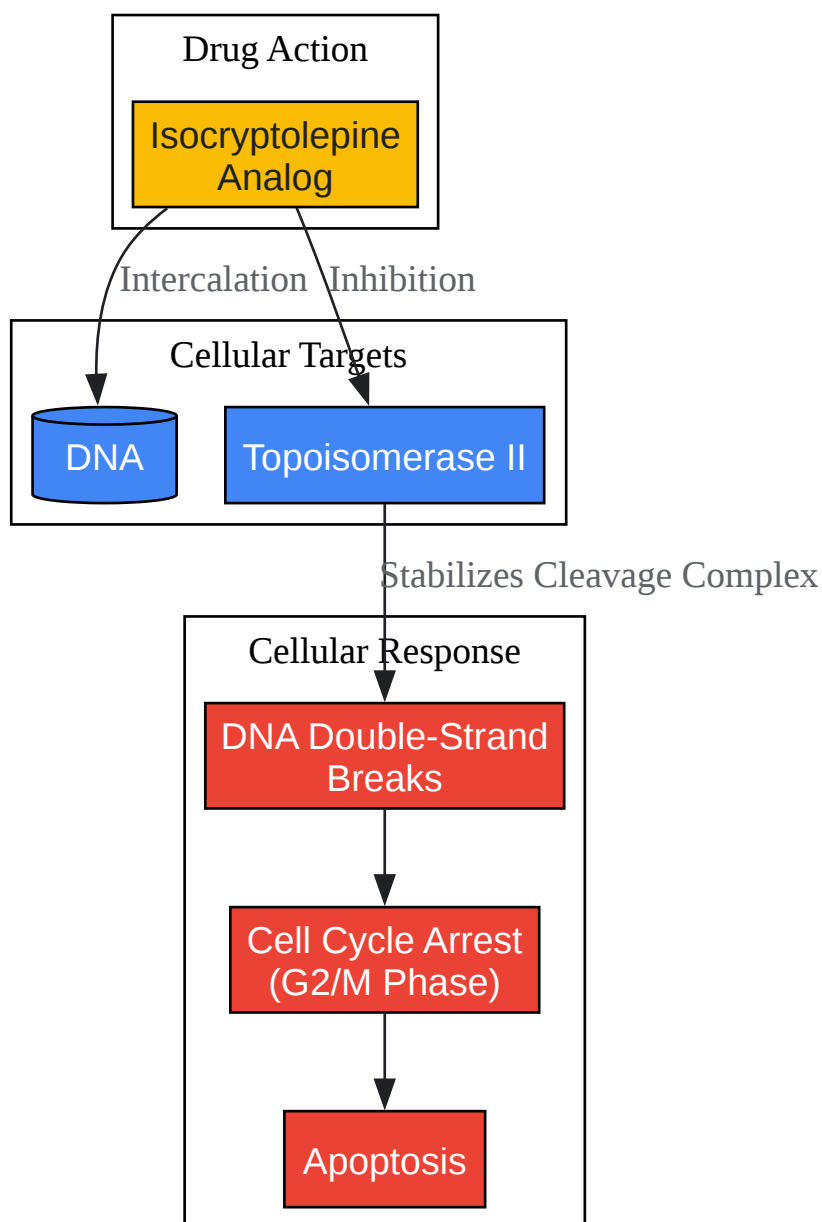 Drug Action
Isocryptolepine
Analog
Intercalation
Inhibition
Cellular Targets
DNA
Topoisomerase II
Stabilizes Cleavage Complex
Cellular Response
DNA Double-Strand
Breaks
Cell Cycle Arrest
(G2/M Phase)
Apoptosis